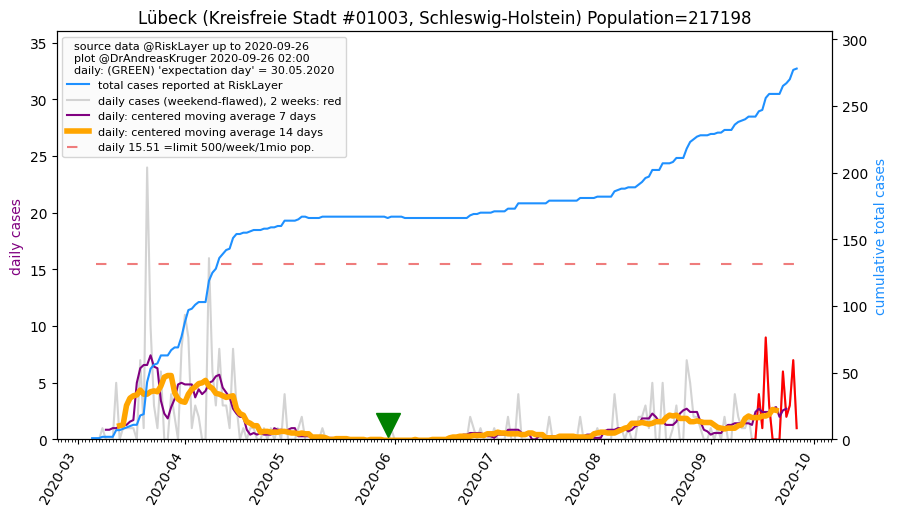 Lübeck (Kreisfreie Stadt #01003, Schleswig-Holstein) Population=217198
source data @RiskLayer up to 2020-09-26
plot @DrAndreasKruger 2020-09-26 02:00
daily: (GREEN) 'expectation day' = 30.05.2020
total cases reported at RiskLayer
daily cases (weekend-flawed), 2 weeks: red
daily: centered moving average 7 days
daily: centered moving average 14 days
daily 15.51 =limit 500/week/1mio pop.
daily cases
35
30
25
20
15
10
5
0
cumulative total cases
300
250
200
150
100
50
0
2020-03
2020-04
2020-05
2020-06
2020-07
2020-08
2020-09
2020-10